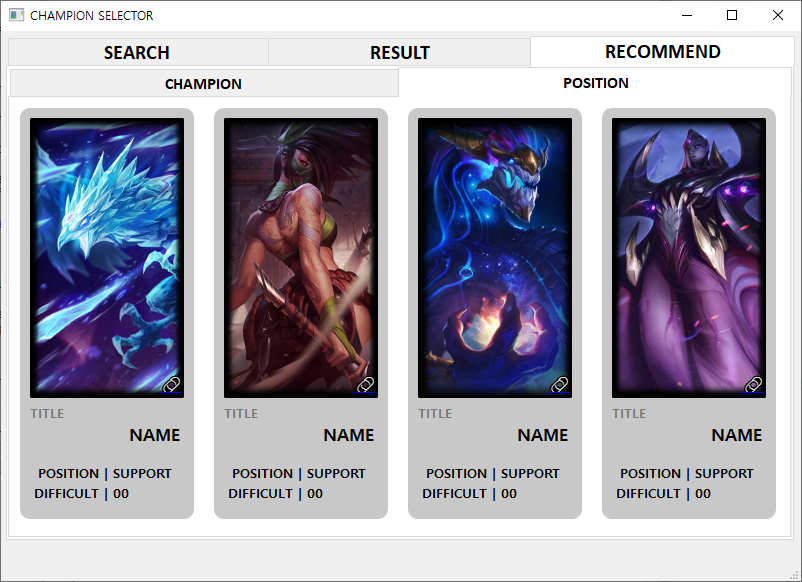 CHAMPION SELECTOR
SEARCH
RESULT
RECOMMEND
CHAMPION
POSITION
TITLE
NAME
POSITION | SUPPORT
DIFFICULT | 00
TITLE
NAME
POSITION | SUPPORT
DIFFICULT | 00
TITLE
NAME
POSITION | SUPPORT
DIFFICULT | 00
TITLE
NAME
POSITION | SUPPORT
DIFFICULT | 00